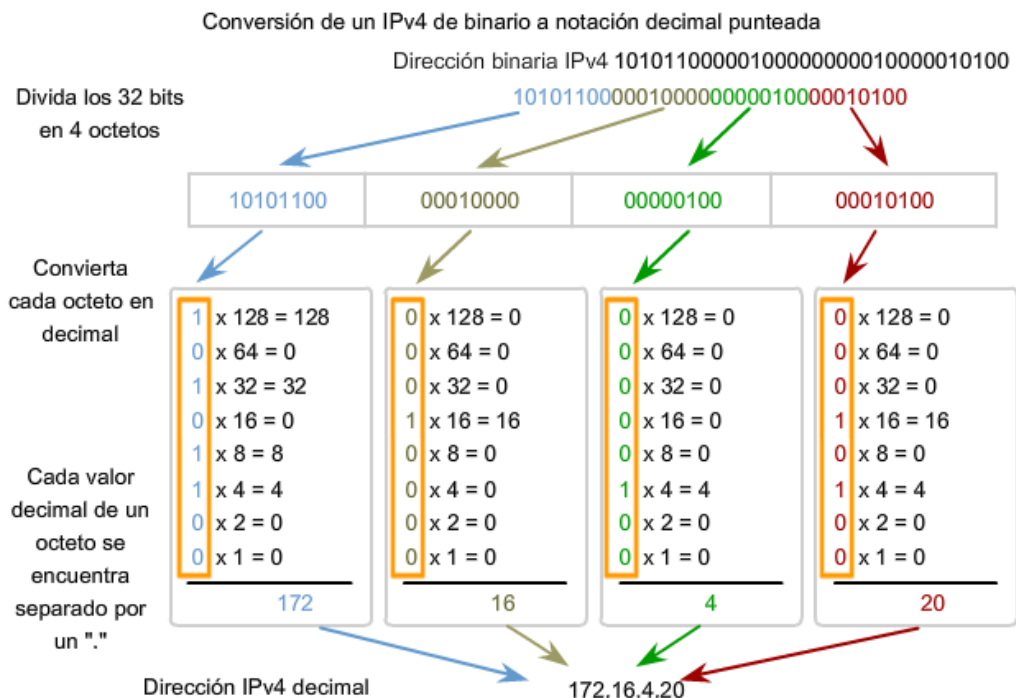 Conversión de un IPv4 de binario a notación decimal punteada
Dirección binaria IPv4 10101100000100000000010000010100
Divida los 32 bits
en 4 octetos
10101100000100000000010000010100
10101100 00010000 00000100 00010100
Convierta
cada octeto en
decimal
1 x 128 = 128
0 x 64 = 0
1 x 32 = 32
0 x 16 = 0
1 x 8 = 8
1 x 4 = 4
0 x 2 = 0
0 x 1 = 0
172
0 x 128 = 0
0 x 64 = 0
0 x 32 = 0
1 x 16 = 16
0 x 8 = 0
0 x 4 = 0
0 x 2 = 0
0 x 1 = 0
16
0 x 128 = 0
0 x 64 = 0
0 x 32 = 0
0 x 16 = 0
0 x 8 = 0
1 x 4 = 4
0 x 2 = 0
0 x 1 = 0
4
0 x 128 = 0
0 x 64 = 0
0 x 32 = 0
1 x 16 = 16
0 x 8 = 0
1 x 4 = 4
0 x 2 = 0
0 x 1 = 0
20
Cada valor
decimal de un
octeto se
encuentra
separado por
un "."
Dirección IPv4 decimal
172.16.4.20